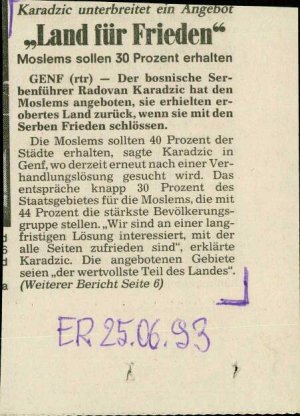 Karadzic unterbreitet ein Angebot
„Land für Frieden“
Moslems sollen 30 Prozent erhalten
GENF (rtr) — Der bosnische Ser-
benführer Radovan Karadzic hat den
Moslems angeboten, sie erhielten er-
obertes Land zurück, wenn sie mit den
Serben Frieden schlössen.
Die Moslems sollten 40 Prozent der
Städte erhalten, sagte Karadzic in
Genf, wo derzeit erneut nach einer Ver-
handlungslösung gesucht wird. Das
entspräche knapp 30 Prozent des
Staatsgebietes für die Moslems, die mit
44 Prozent die stärkste Bevölkerungs-
gruppe stellen. „Wir sind an einer lang-
fristigen Lösung interessiert, mit der
alle Seiten zufrieden sind“, erklärte
Karadzic. Die angebotenen Gebiete
seien „der wertvollste Teil des Landes“.
(Weiterer Bericht Seite 6)
ER 25.06.93